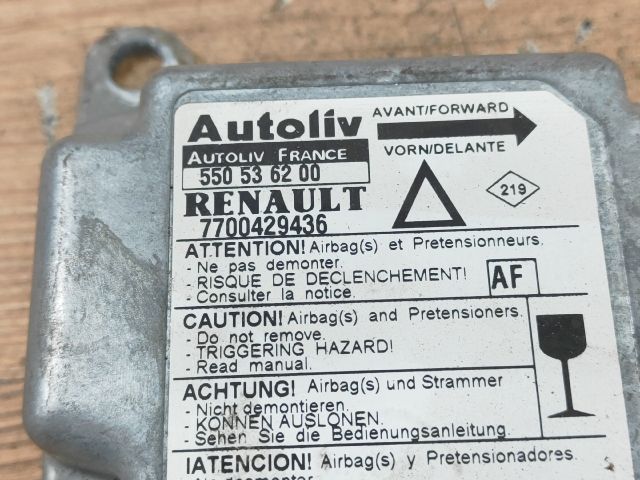 Autoliv
AUTOLIV FRANCE
550 53 62 00
RENAULT
7700429436
AVANT/FORWARD
VORN/DELANTE
219
ATTENTION! Airbag(s) et Pretensionneurs.
- Ne pas demonter.
- RISQUE DE DECLENCHEMENT!
- Consulter la notice.
AF
CAUTION! Airbag(s) and Pretensioners.
- Do not remove.
- TRIGGERING HAZARD!
- Read manual.
ACHTUNG! Airbag(s) und Strammer
- Nicht demontieren.
- KONNEN AUSLONEN.
- Sehen Sie die Bedienungsanleitung.
IATENCION! Airbag(s) y Pretensionadores.
- No desmontar